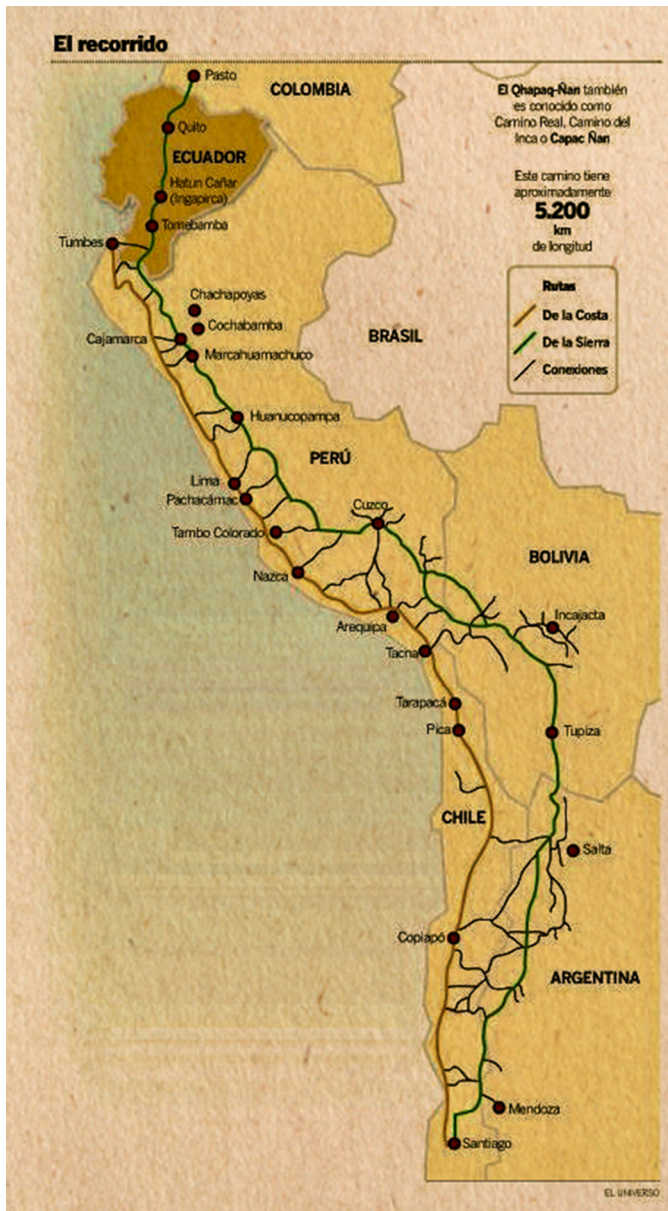 El recorrido
Pasto
COLOMBIA
El Qhapaq-Ñan también
es conocido como
Camino Real, Camino del
Inca o Capac Ñan
Quito
ECUADOR
Este camino tiene
aproximadamente
5.200
km
de longitud
Hatun Cañar
(Ingapirca)
Tomebamba
Tumbes
Rutas
De la Costa
De la Sierra
Conexiones
Chachapoyas
Cochabamba
Cajamarca
BRASIL
Marcahuamachuco
Huanucopampa
PERÚ
Lima
Pachacámac
Cuzco
Tambo Colorado
BOLIVIA
Nazca
Incajacta
Arequipa
Tacna
Tarapacá
Pica
Tupiza
CHILE
Salta
Copiapó
ARGENTINA
Mendoza
Santiago
EL UNIVERSO